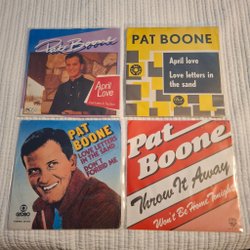 Pat
Boone
April
Love
PAT BOONE
April love
Love letters in
the sand
PAT
BOONE
LOVE LETTERS
IN THE SAND
DON'T
FORBID ME
GLOBO
Pat
Boone
Throw It Away
Won't Be Home Tonight